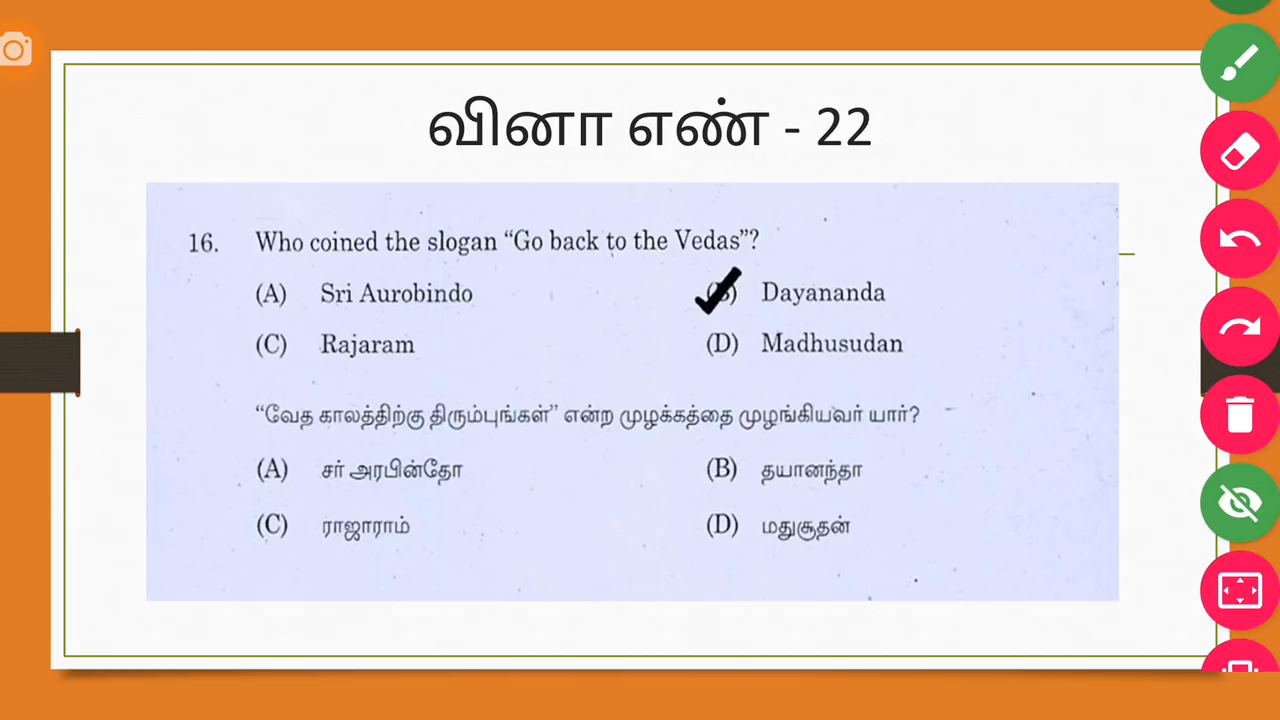 வினா எண் - 22
16. Who coined the slogan “Go back to the Vedas”?
(A) Sri Aurobindo (B) Dayananda
(C) Rajaram (D) Madhusudan
“வேத காலத்திற்கு திரும்புங்கள்” என்ற முழக்கத்தை முழங்கியவர் யார்?
(A) சர் அரபின்தோ (B) தயானந்தா
(C) ராஜாராம் (D) மதுசூதன்